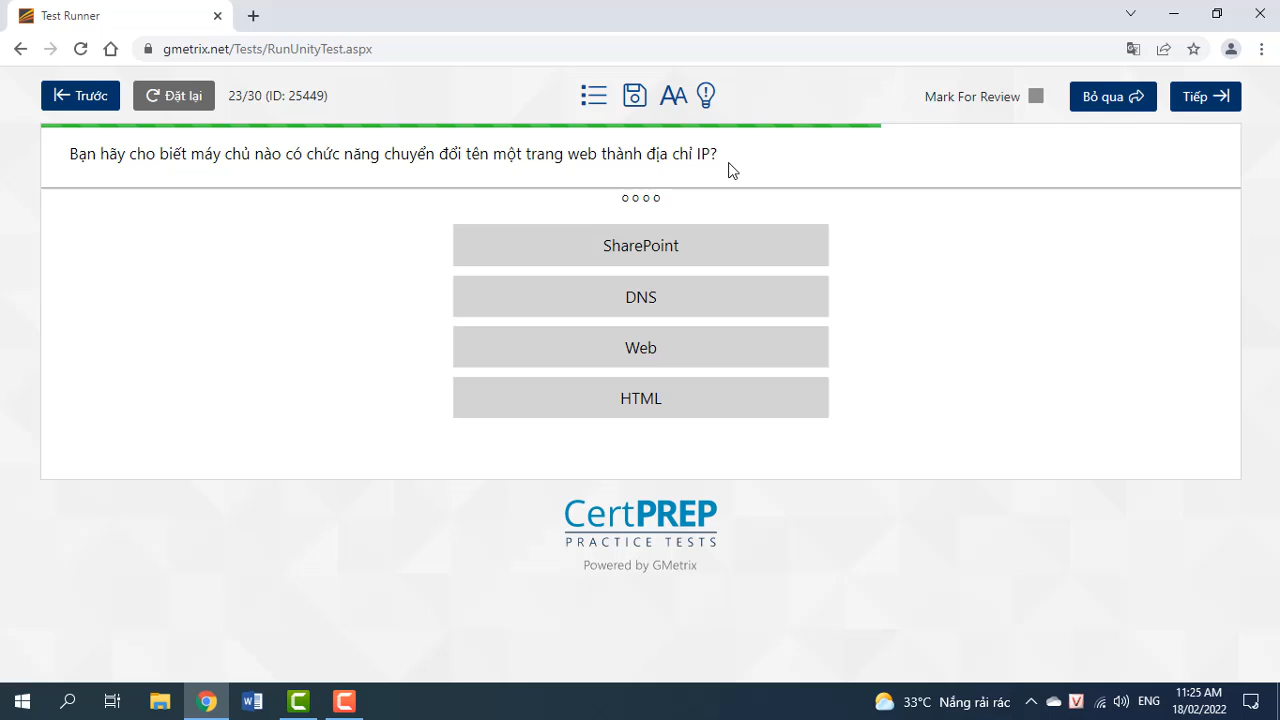 Test Runner
gmetrix.net/Tests/RunUnityTest.aspx
Trước
Đặt lại
23/30 (ID: 25449)
AA
Mark For Review
Bỏ qua
Tiếp
Bạn hãy cho biết máy chủ nào có chức năng chuyển đổi tên một trang web thành địa chỉ IP?
SharePoint
DNS
Web
HTML
CertPREP
PRACTICE TESTS
Powered by GMetrix
33°C Nắng rải rác
ENG
11:25 AM
18/02/2022